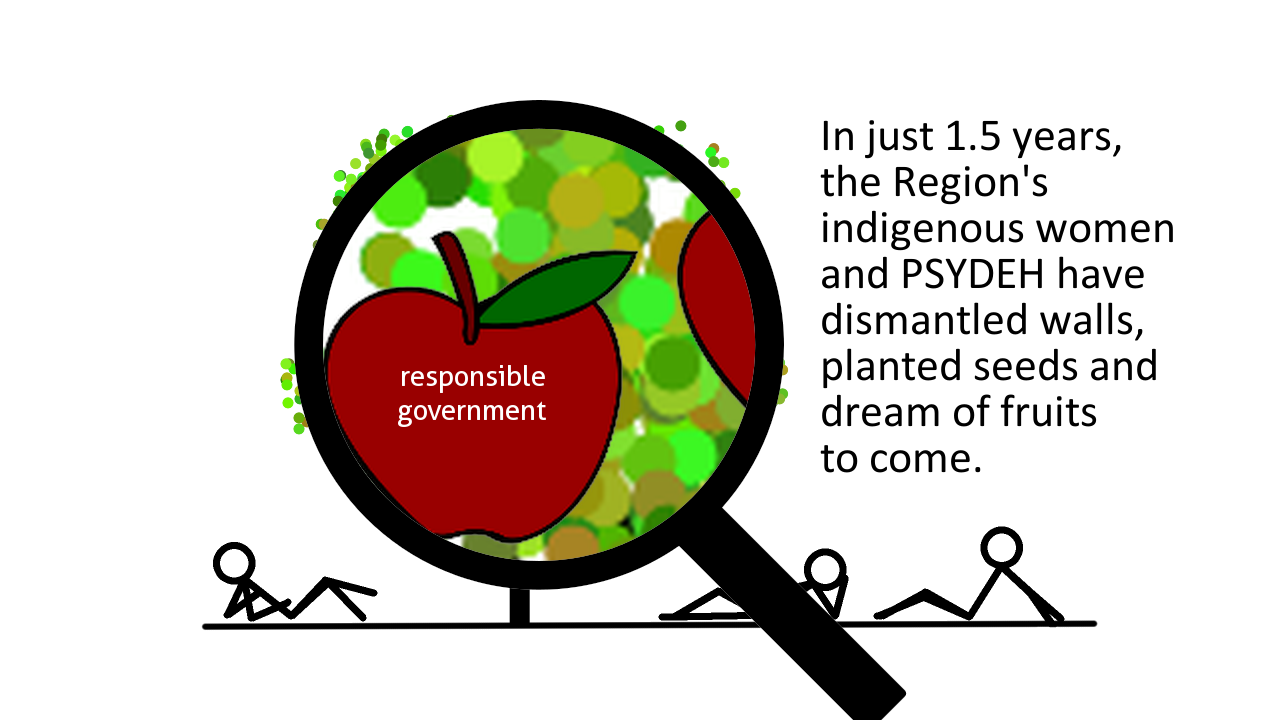 responsible
government
In just 1.5 years,
the Region's
indigenous women
and PSYDEH have
dismantled walls,
planted seeds and
dream of fruits
to come.